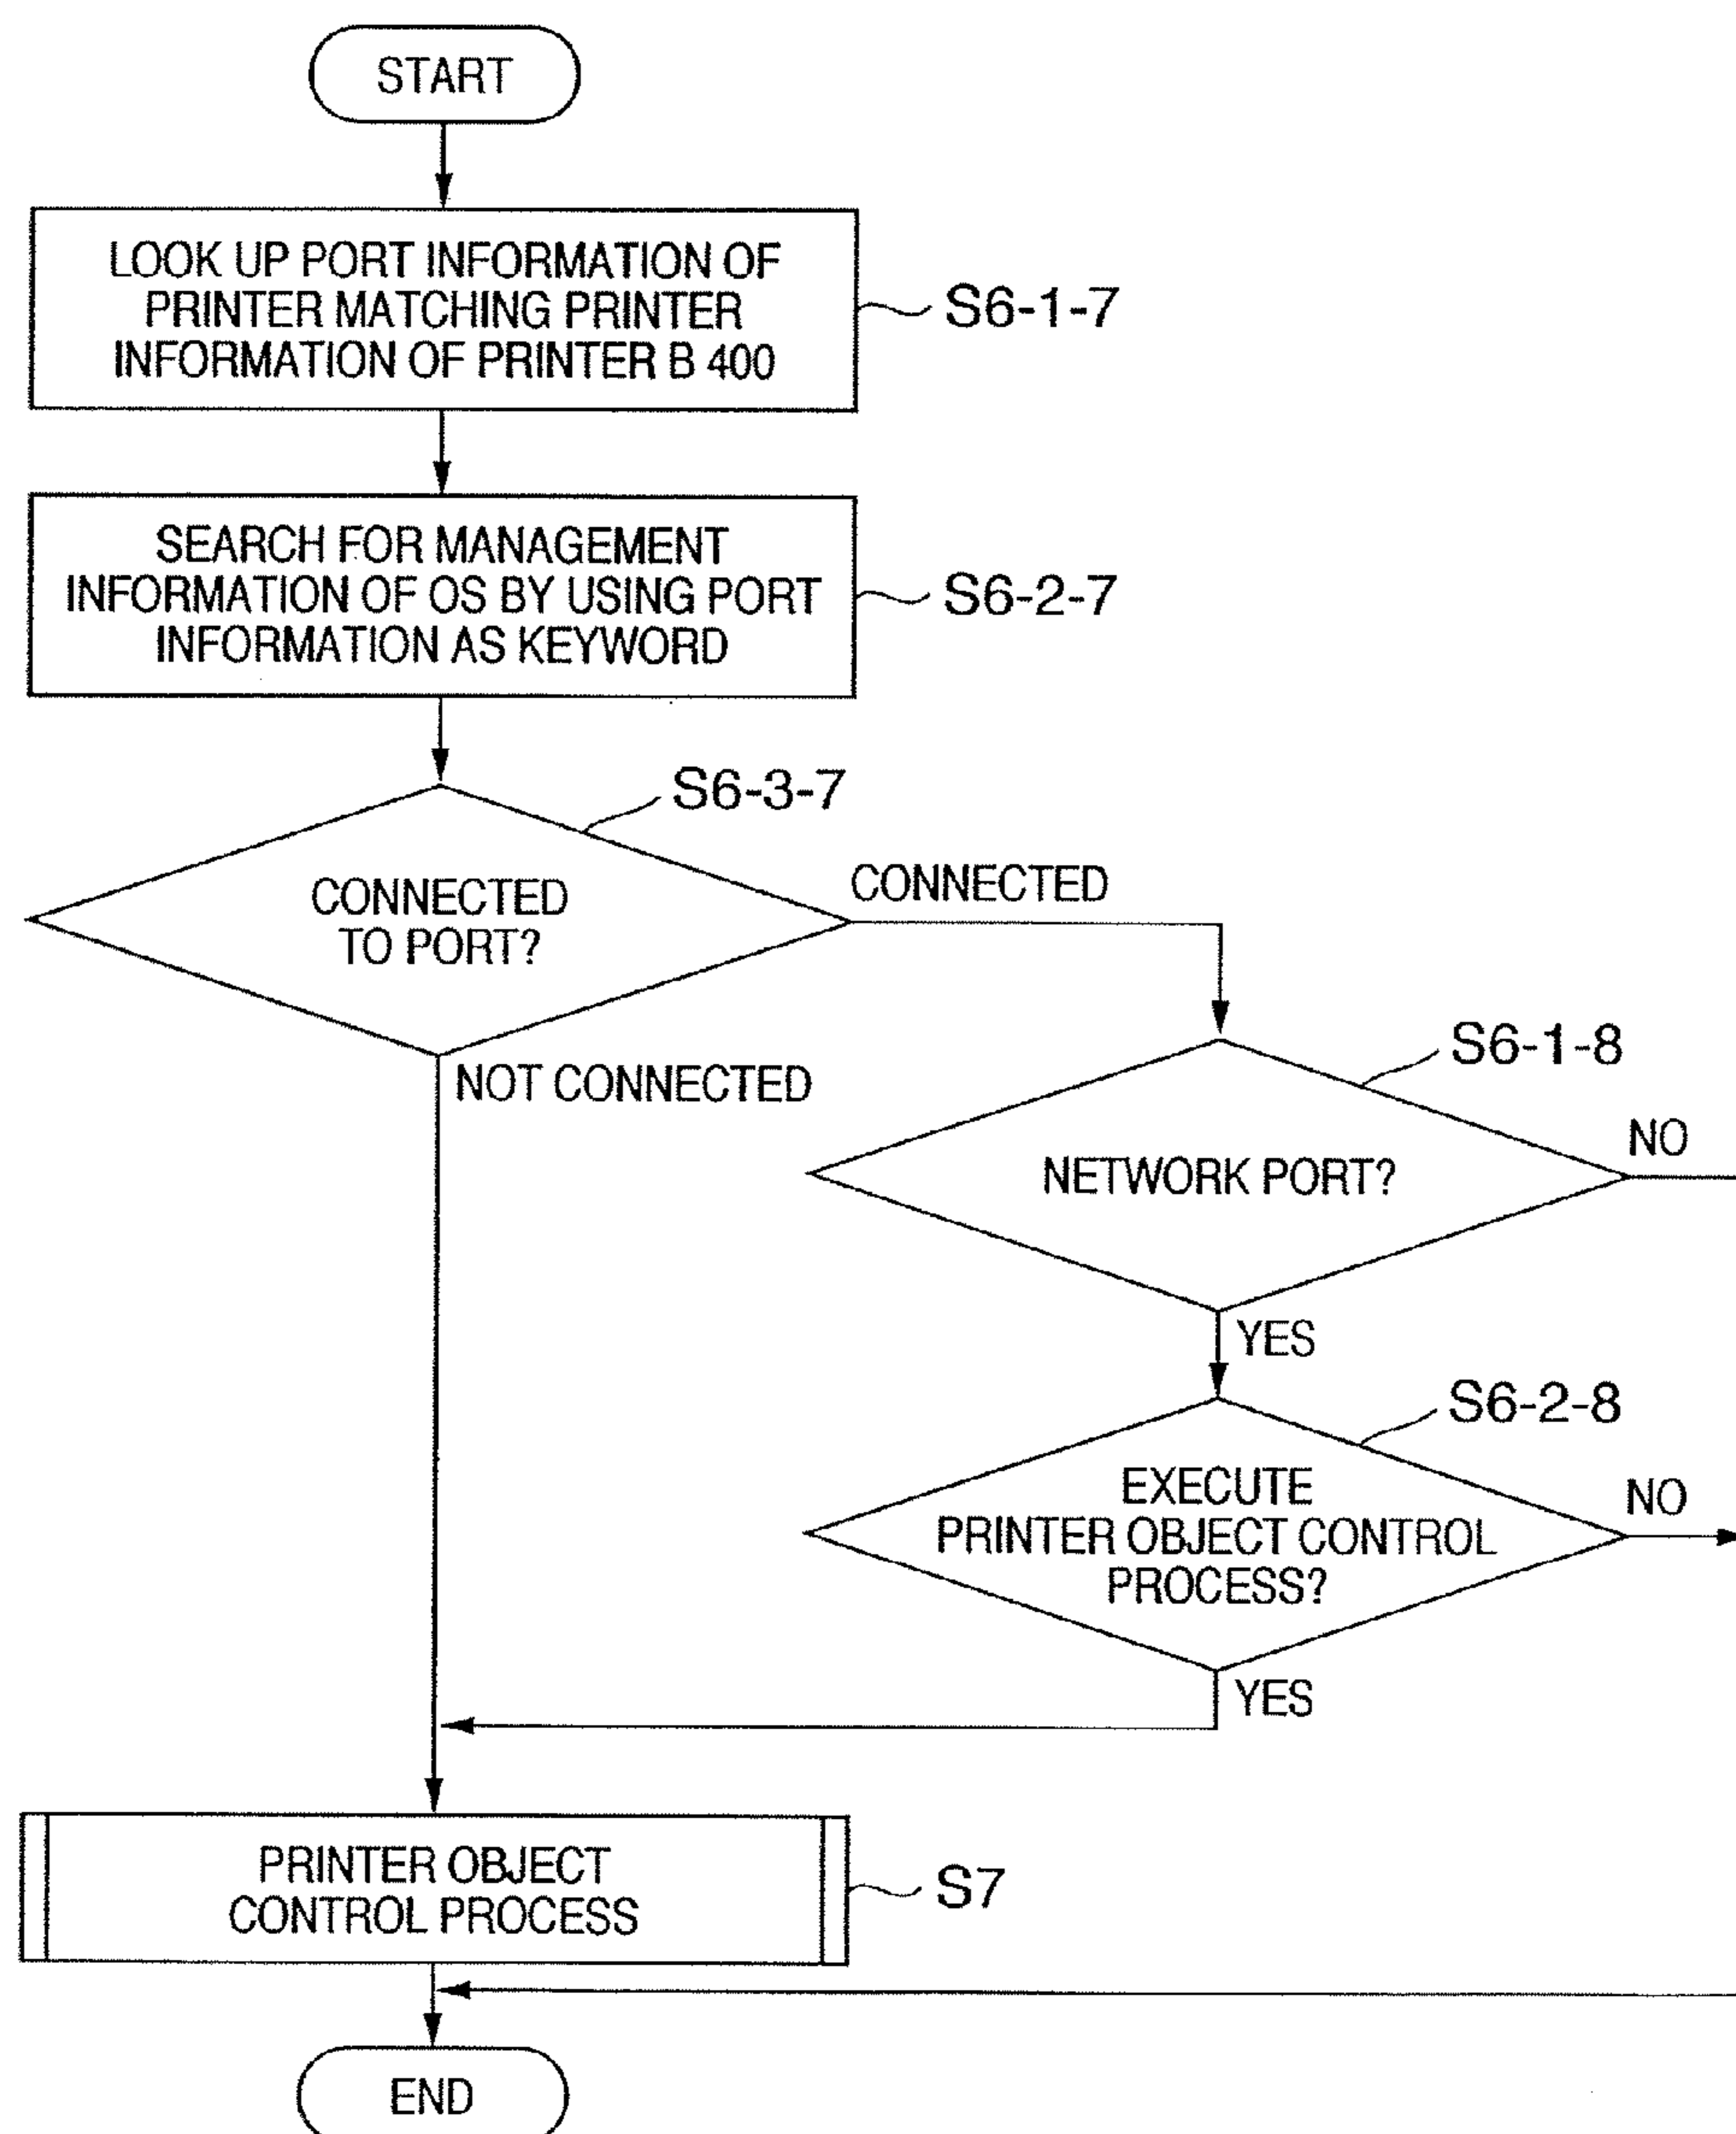 START
LOOK UP PORT INFORMATION OF
PRINTER MATCHING PRINTER
INFORMATION OF PRINTER B 400
S6-1-7
SEARCH FOR MANAGEMENT
INFORMATION OF OS BY USING PORT
INFORMATION AS KEYWORD
S6-2-7
S6-3-7
CONNECTED
TO PORT?
CONNECTED
NOT CONNECTED
S6-1-8
NETWORK PORT?
NO
YES
S6-2-8
EXECUTE
PRINTER OBJECT CONTROL
PROCESS?
NO
YES
PRINTER OBJECT
CONTROL PROCESS
S7
END